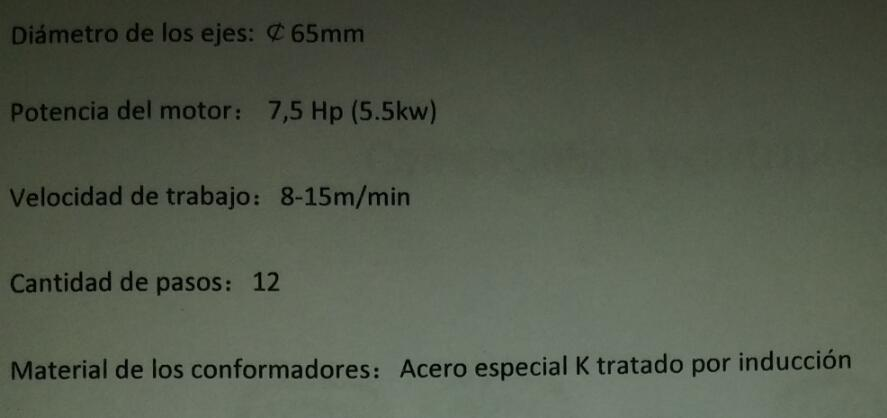 Diámetro de los ejes: ₵ 65mm
Potencia del motor: 7,5 Hp (5.5kw)
Velocidad de trabajo: 8-15m/min
Cantidad de pasos: 12
Material de los conformadores: Acero especial K tratado por inducción